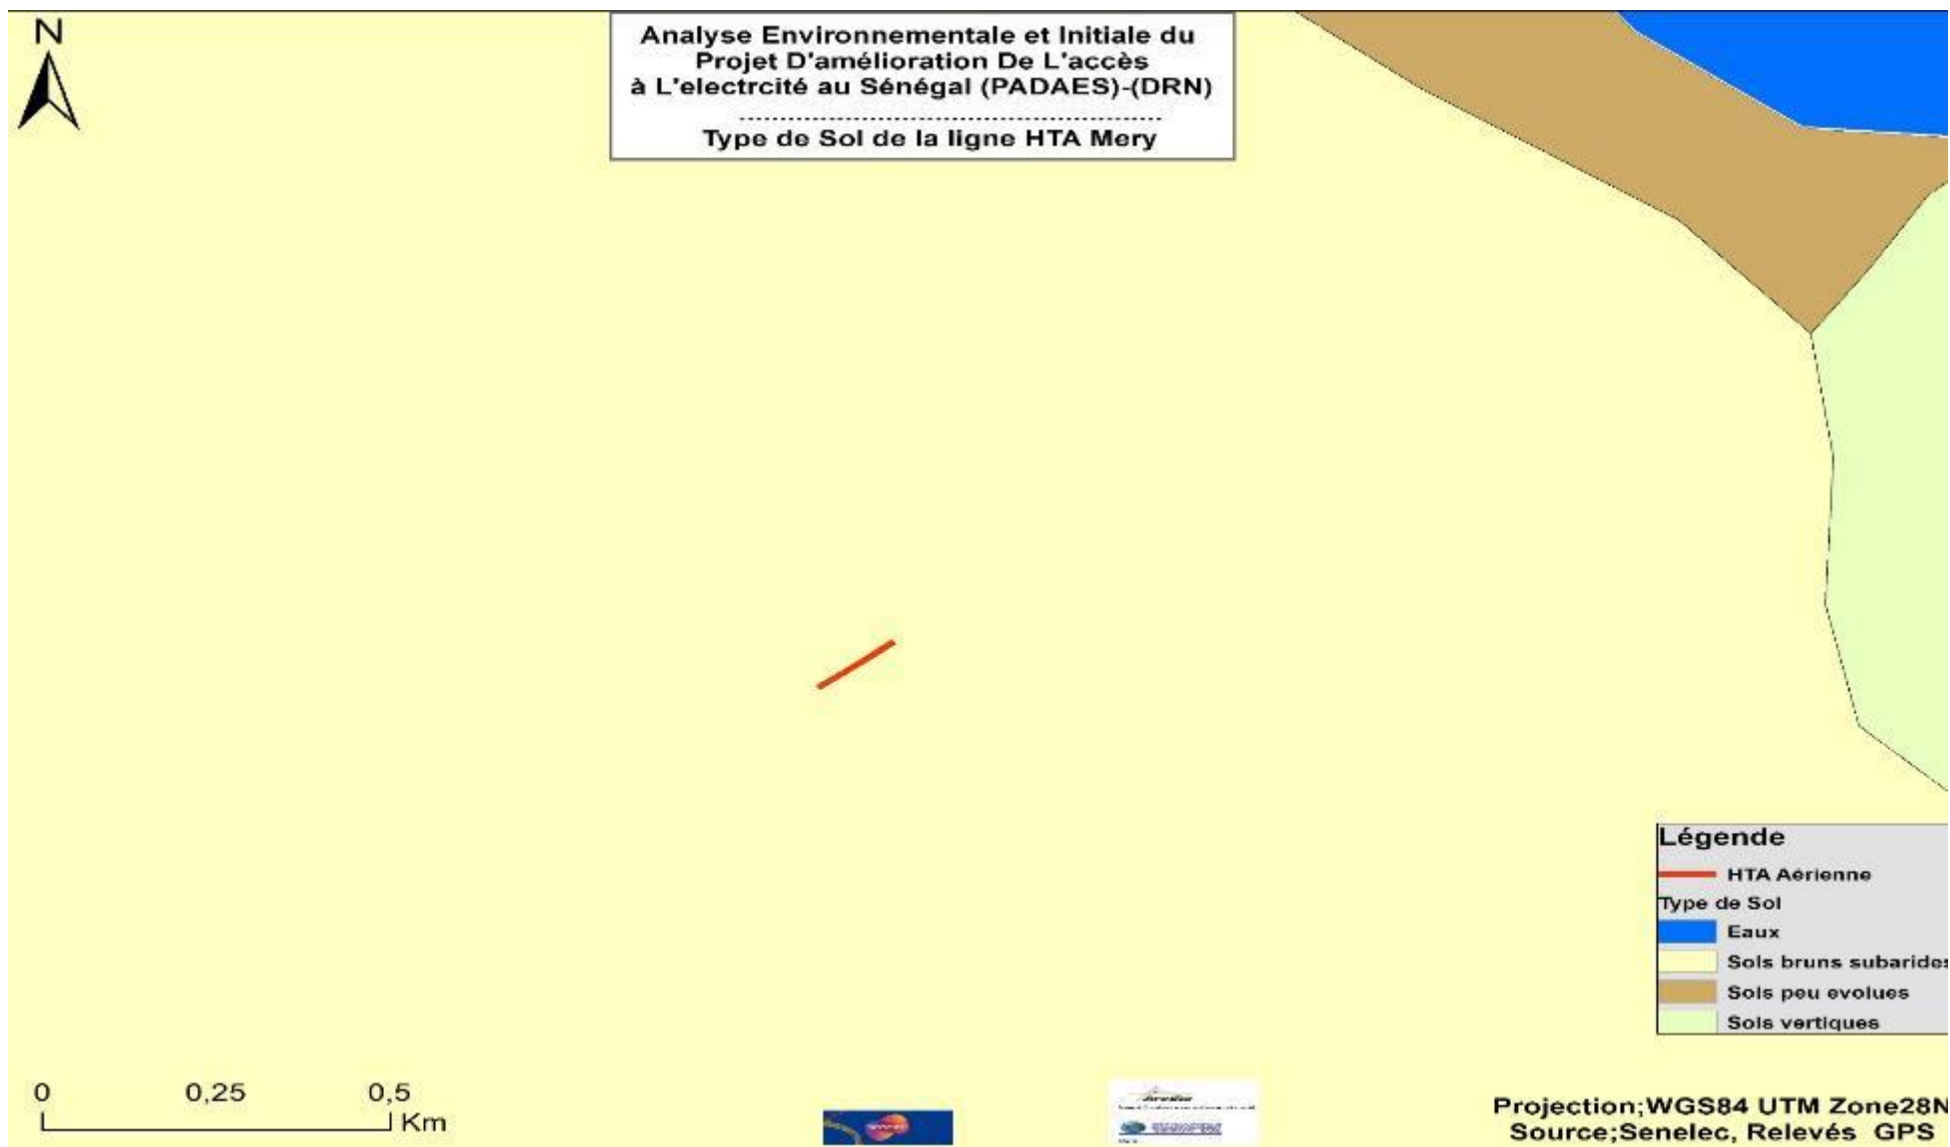 N
Analyse Environnementale et Initiale du
Projet D'amélioration De L'accès
à L'electrcité au Sénégal (PADAES)-(DRN)
Type de Sol de la ligne HTA Mery
Légende
HTA Aérienne
Type de Sol
Eaux
Sols bruns subarides
Sols peu evolues
Sols vertiques
0 0,25 0,5
Km
Projection;WGS84 UTM Zone28N
Source;Senelec, Relevés GPS